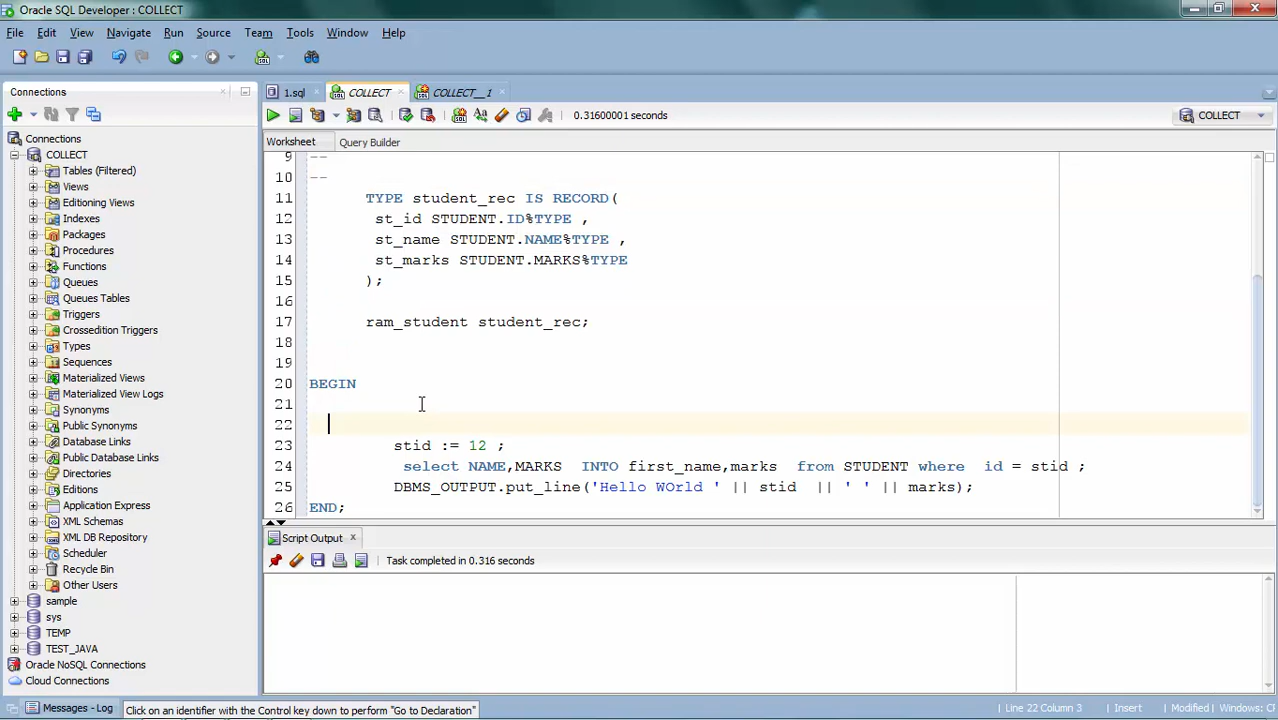 Oracle SQL Developer : COLLECT
File Edit View Navigate Run Source Team Tools Window Help
Connections
1.sql COLLECT COLLECT__1
0.31600001 seconds
COLLECT
Worksheet Query Builder
Connections
COLLECT
Tables (Filtered)
Views
Editioning Views
Indexes
Packages
Procedures
Functions
Queues
Queues Tables
Triggers
Crossedition Triggers
Types
Sequences
Materialized Views
Materialized View Logs
Synonyms
Public Synonyms
Database Links
Public Database Links
Directories
Editions
Application Express
XML Schemas
XML DB Repository
Scheduler
Recycle Bin
Other Users
sample
sys
TEMP
TEST_JAVA
Oracle NoSQL Connections
Cloud Connections
9 --
10 --
11 TYPE student_rec IS RECORD(
12 st_id STUDENT.ID%TYPE ,
13 st_name STUDENT.NAME%TYPE ,
14 st_marks STUDENT.MARKS%TYPE
15 );
16
17 ram_student student_rec;
18
19
20 BEGIN
21
22
23 stid := 12 ;
24 select NAME,MARKS INTO first_name,marks from STUDENT where id = stid ;
25 DBMS_OUTPUT.put_line('Hello WOrld ' || stid || ' ' || marks);
26 END;
Script Output
Task completed in 0.316 seconds
Messages - Log
Click on an identifier with the Control key down to perform "Go to Declaration"
Line 22 Column 3 Insert Modified Windows: CF